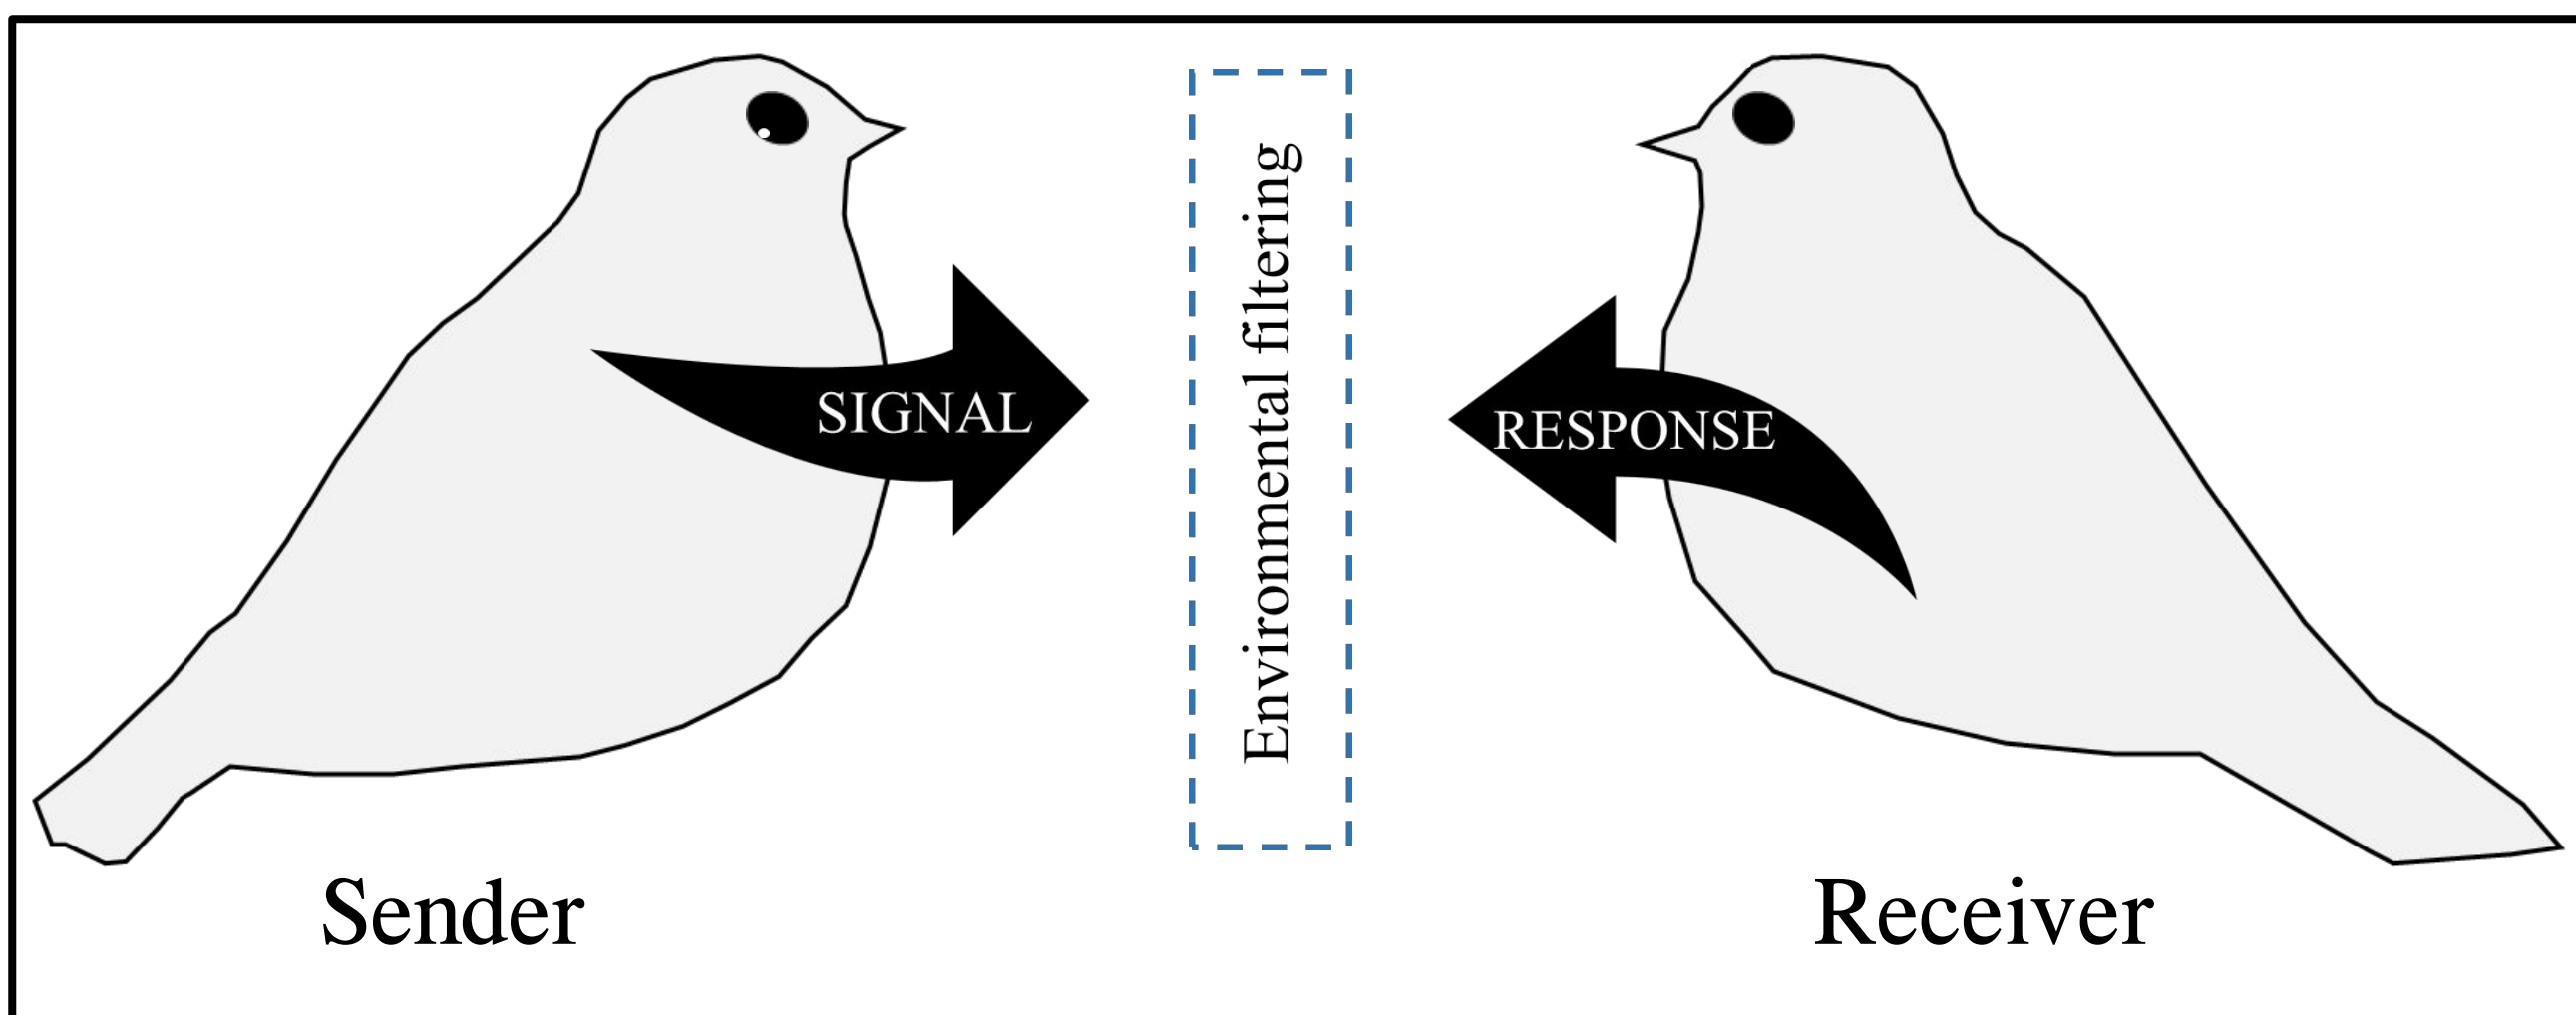 SIGNAL
Environmental filtering
RESPONSE
Sender
Receiver